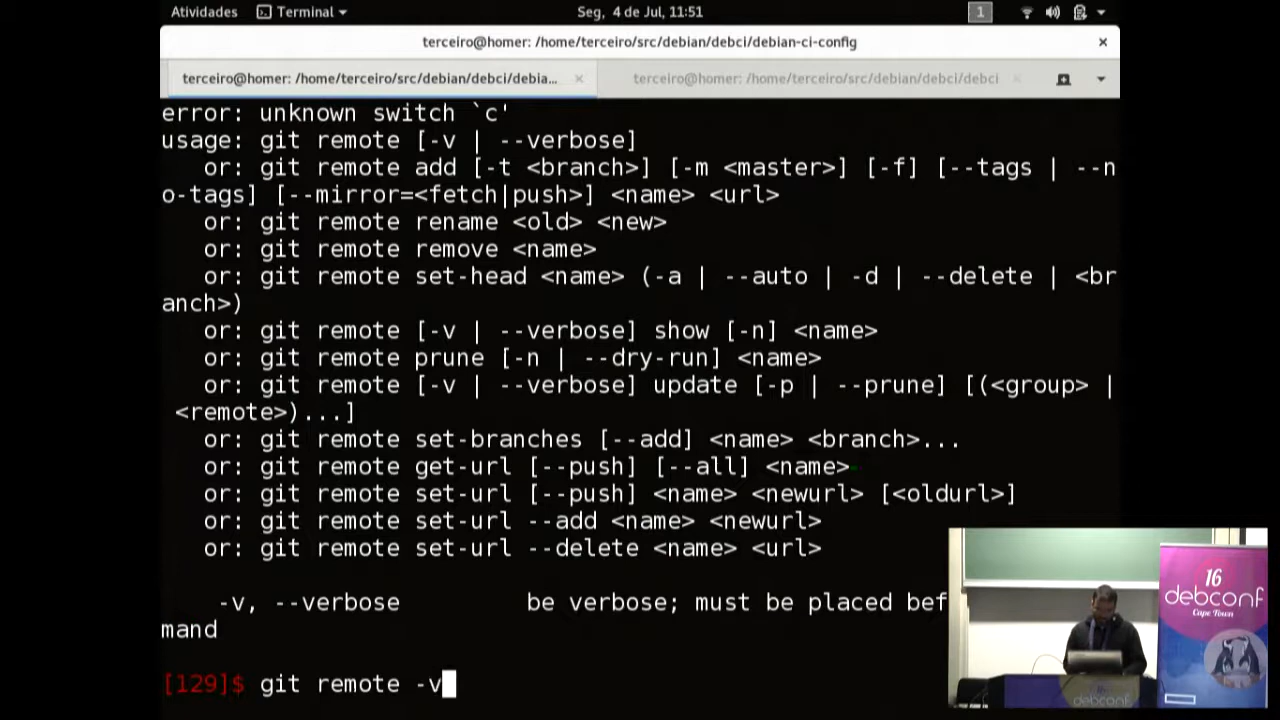 Atividades
Terminal
Seg, 4 de Jul, 11:51
1
terceiro@homer: /home/terceiro/src/debian/debci/debian-ci-config
terceiro@homer: /home/terceiro/src/debian/debci/debia...
terceiro@homer: /home/terceiro/src/debian/debci/debci
error: unknown switch `c'
usage: git remote [-v | --verbose]
or: git remote add [-t <branch>] [-m <master>] [-f] [--tags | --n
o-tags] [--mirror=<fetch|push>] <name> <url>
or: git remote rename <old> <new>
or: git remote remove <name>
or: git remote set-head <name> (-a | --auto | -d | --delete | <br
anch>)
or: git remote [-v | --verbose] show [-n] <name>
or: git remote prune [-n | --dry-run] <name>
or: git remote [-v | --verbose] update [-p | --prune] [(<group> |
<remote>)...]
or: git remote set-branches [--add] <name> <branch>...
or: git remote get-url [--push] [--all] <name>
or: git remote set-url [--push] <name> <newurl> [<oldurl>]
or: git remote set-url --add <name> <newurl>
or: git remote set-url --delete <name> <url>
-v, --verbose be verbose; must be placed bef
mand
[129]$ git remote -v
16
debconf
Cape Town
debconf